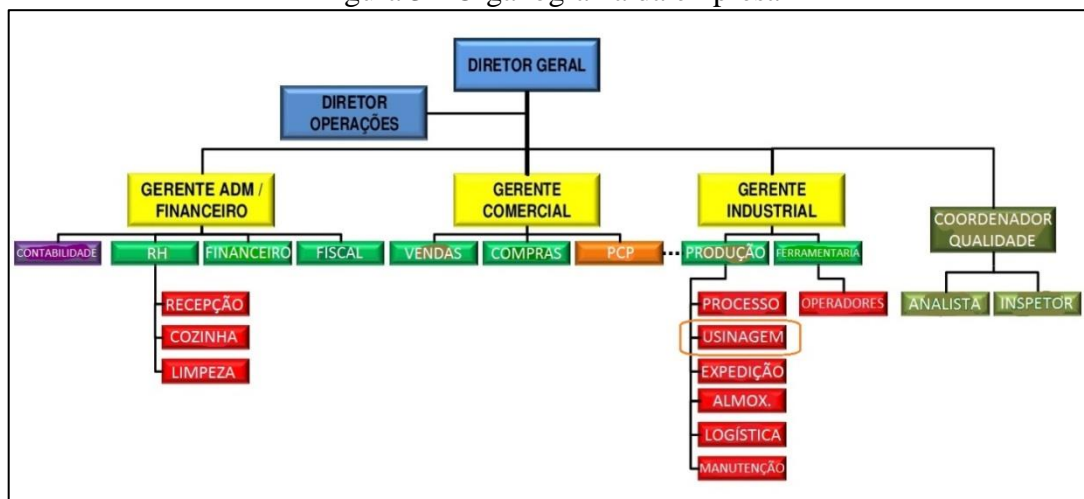 DIRETOR GERAL
DIRETOR
OPERAÇÕES
GERENTE ADM /
FINANCEIRO
GERENTE
COMERCIAL
GERENTE
INDUSTRIAL
COORDENADOR
QUALIDADE
CONTABILIDADE
RH
FINANCEIRO
FISCAL
VENDAS
COMPRAS
PCP
PRODUÇÃO
FERRAMENTARIA
RECEPÇÃO
COZINHA
LIMPEZA
PROCESSO
USINAGEM
EXPEDIÇÃO
ALMOX.
LOGÍSTICA
MANUTENÇÃO
OPERADORES
ANALISTA
INSPETOR